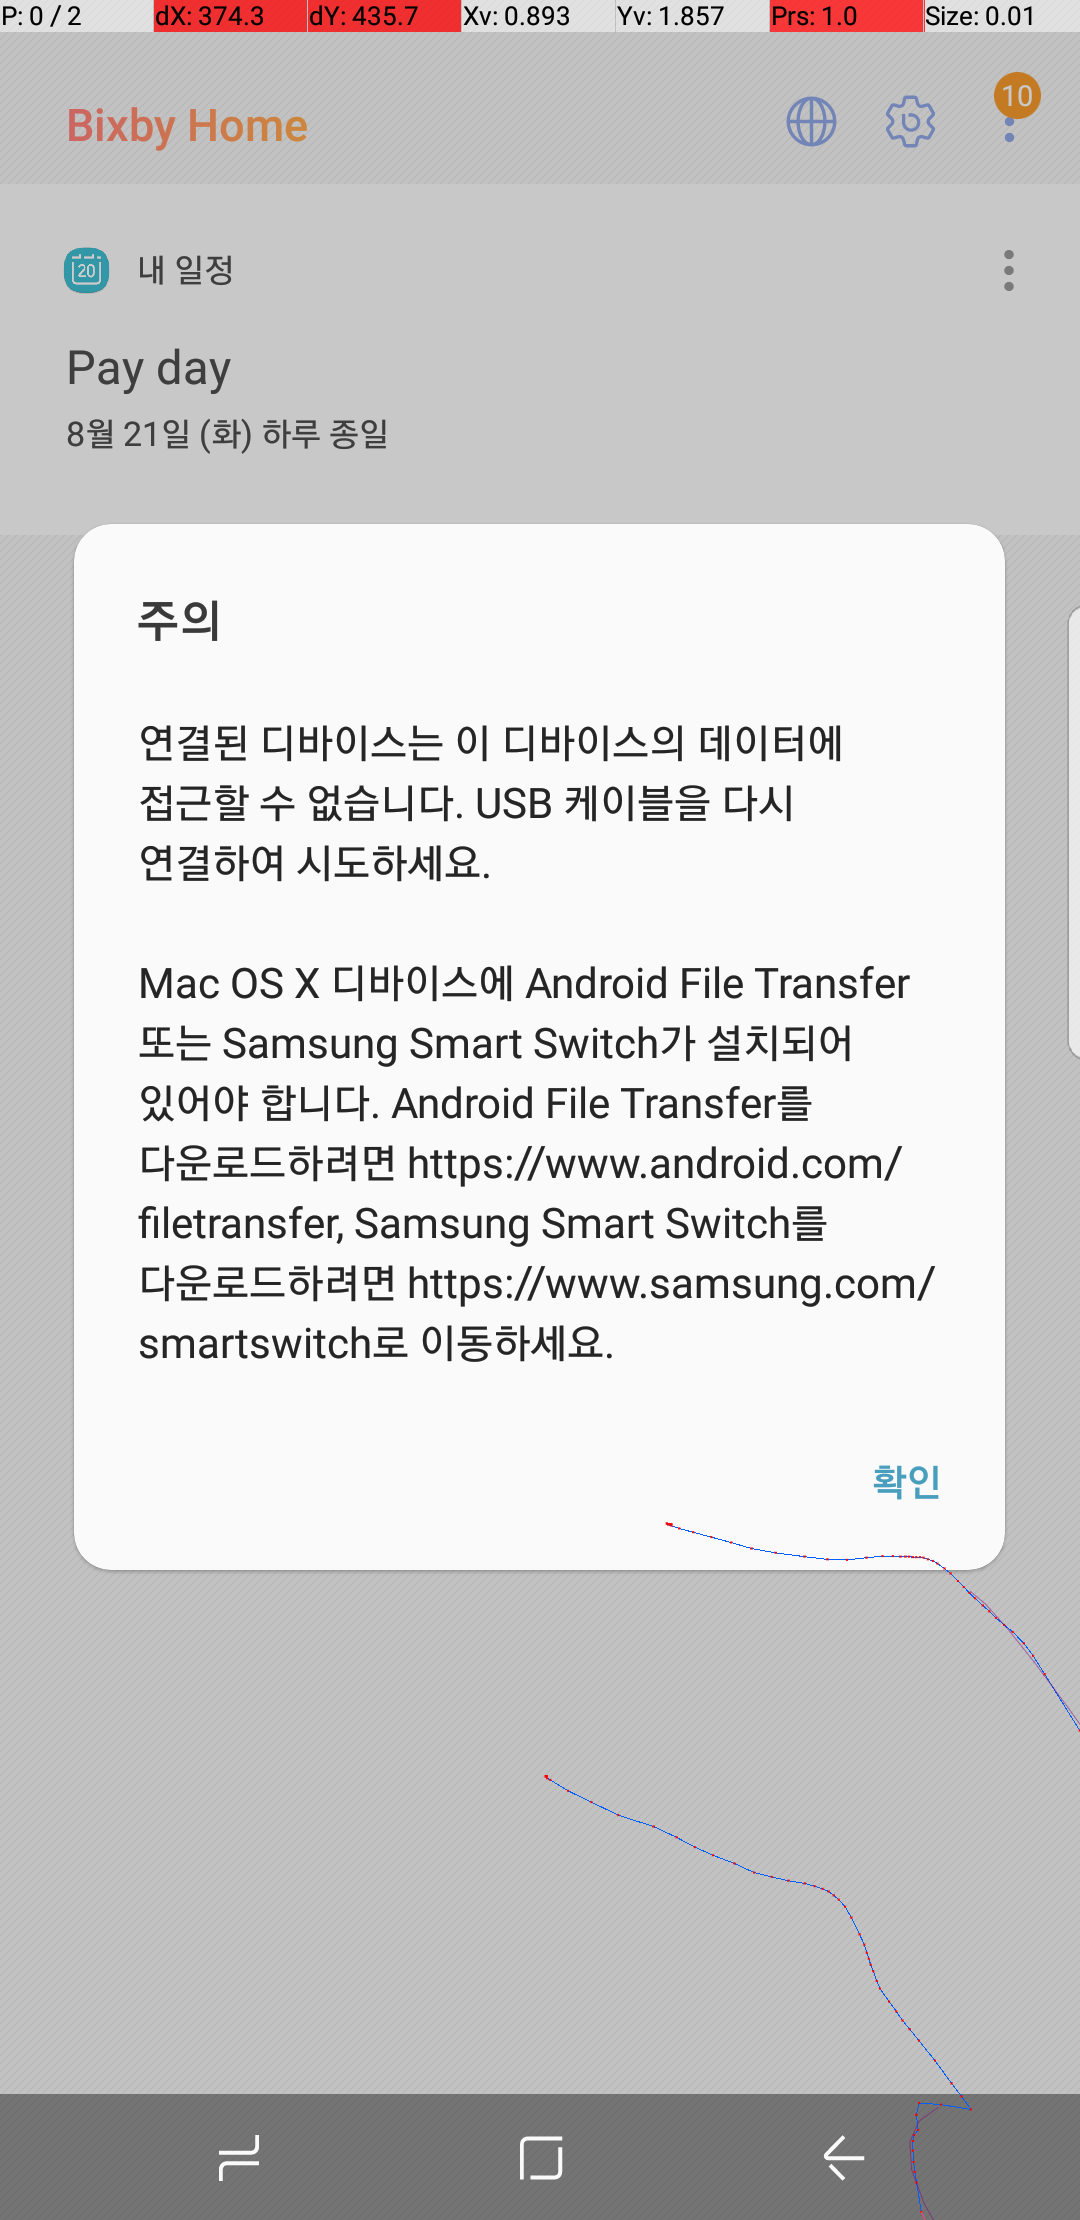 P: 0 / 2 dX: 374.3 dY: 435.7 Xv: 0.893 Yv: 1.857 Prs: 1.0 Size: 0.01
10
Bixby Home
20 내 일정
Pay day
8월 21일 (화) 하루 종일
주의
연결된 디바이스는 이 디바이스의 데이터에
접근할 수 없습니다. USB 케이블을 다시
연결하여 시도하세요.
Mac OS X 디바이스에 Android File Transfer
또는 Samsung Smart Switch가 설치되어
있어야 합니다. Android File Transfer를
다운로드하려면 https://www.android.com/
filetransfer, Samsung Smart Switch를
다운로드하려면 https://www.samsung.com/
smartswitch로 이동하세요.
확인